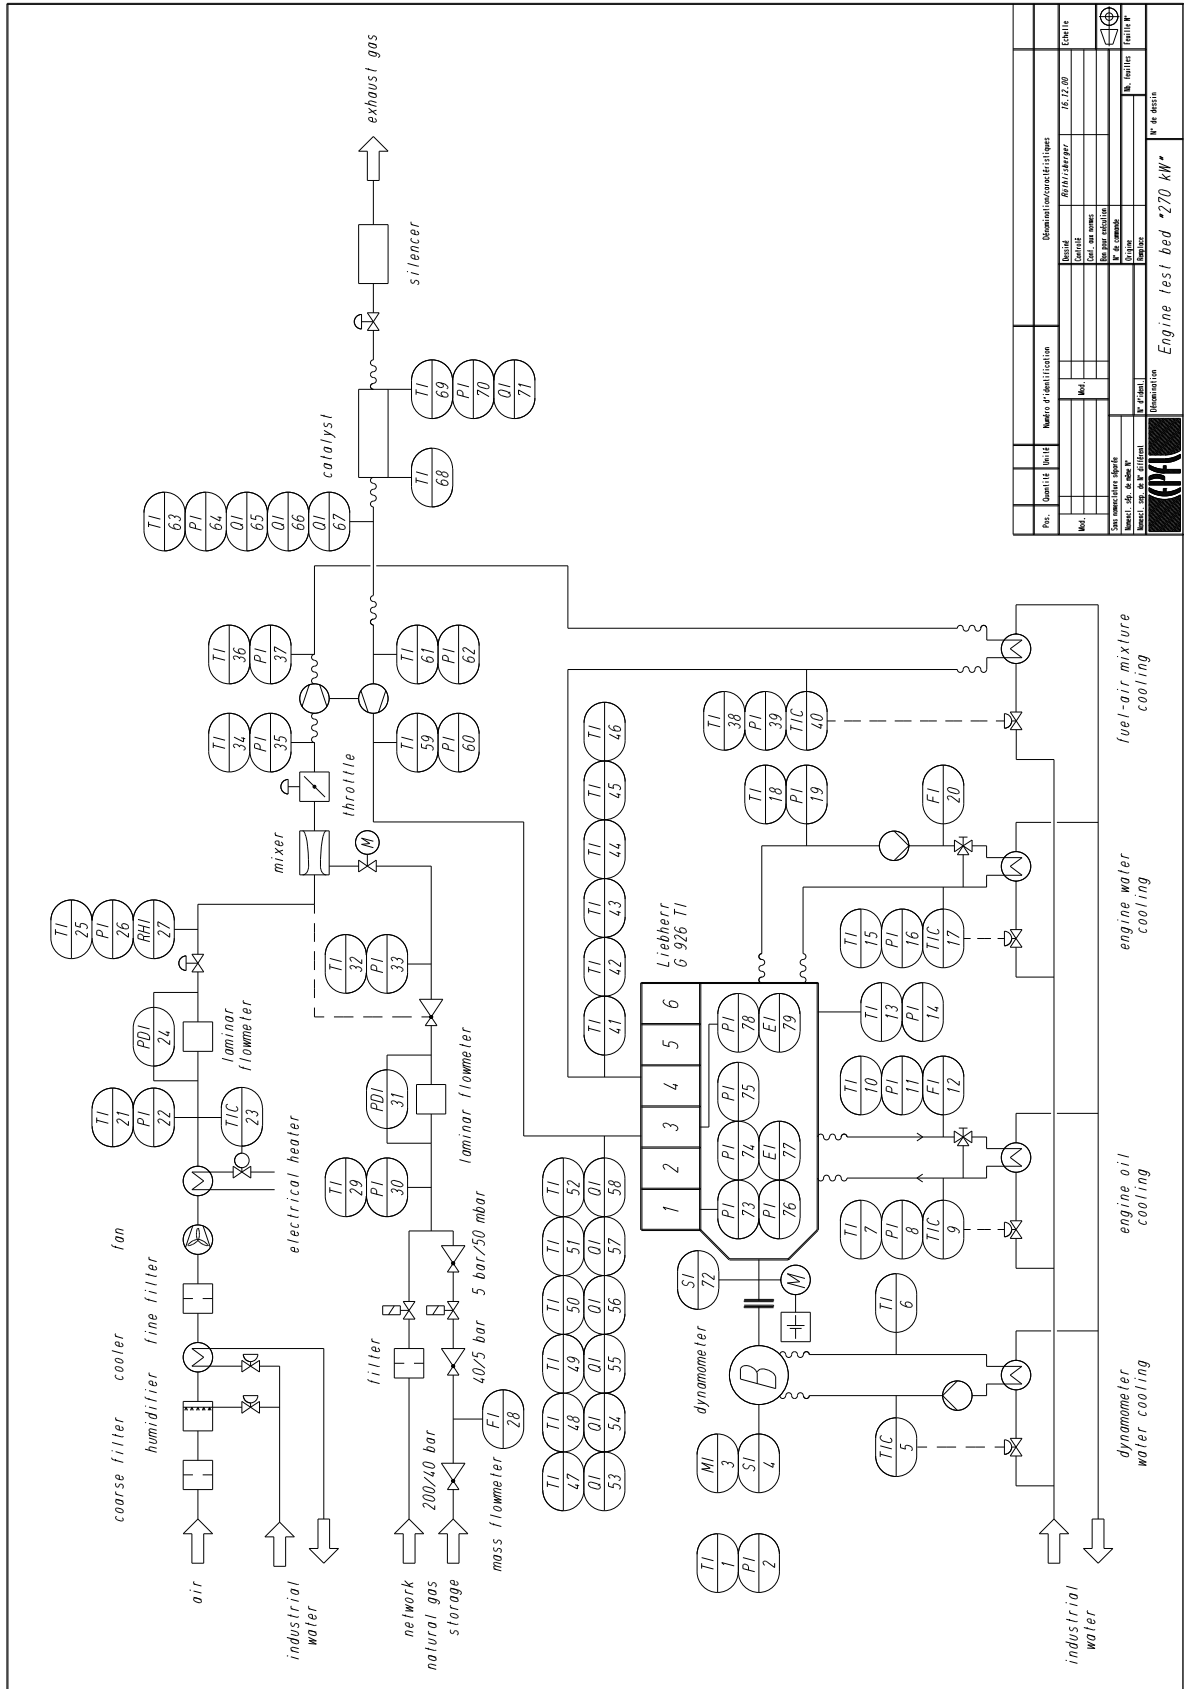 coarse filter
humidifier
cooler
fine filter
fan
electrical heater
air
industrial
water
TI
21
PI
22
TIC
23
PDI
24
laminar
flowmeter
TI
25
PI
26
RHI
27
mixer
throttle
M
TI
34
PI
35
TI
36
PI
37
TI
59
PI
60
TI
61
PI
62
TI
63
PI
64
QI
65
QI
66
QI
67
catalyst
TI
68
TI
69
PI
70
QI
71
silencer
exhaust gas
network
natural gas
storage
filter
200/40 bar
40/5 bar
5 bar/50 mbar
FI
28
mass flowmeter
TI
29
PI
30
PDI
31
laminar flowmeter
TI
32
PI
33
TI
47
TI
48
TI
49
TI
50
TI
51
TI
52
QI
53
QI
54
QI
55
QI
56
QI
57
QI
58
TI
41
TI
42
TI
43
TI
44
TI
45
TI
46
Liebherr
G 926 TI
1 2 3 4 5 6
PI
73
PI
74
PI
75
PI
76
EI
77
PI
78
EI
79
TI
1
PI
2
MI
3
SI
4
dynamometer
B
SI
72
M
TIC
5
TI
6
TI
7
PI
8
TIC
9
TI
10
PI
11
FI
12
TI
13
PI
14
TI
15
PI
16
TIC
17
TI
18
PI
19
FI
20
TI
38
PI
39
TIC
40
industrial
water
dynamometer
water cooling
engine oil
cooling
engine water
cooling
fuel-air mixture
cooling
Pos. Quantité Unité Numéro d'identification Dénomination/caractéristiques
Mod. Mod.
Dessiné Röthlisberger 16.12.00 Echelle
Contrôlé
Conf. aux normes
Bon pour exécution
Sans nomenclature séparée N° de commande
Nomencl. sép. de même N° Origine Nb. feuilles Feuille N°
Nomencl. sép. de N° différent N° d'ident. Remplace
EPFL
Dénomination
Engine test bed "270 kW"
N° de dessin